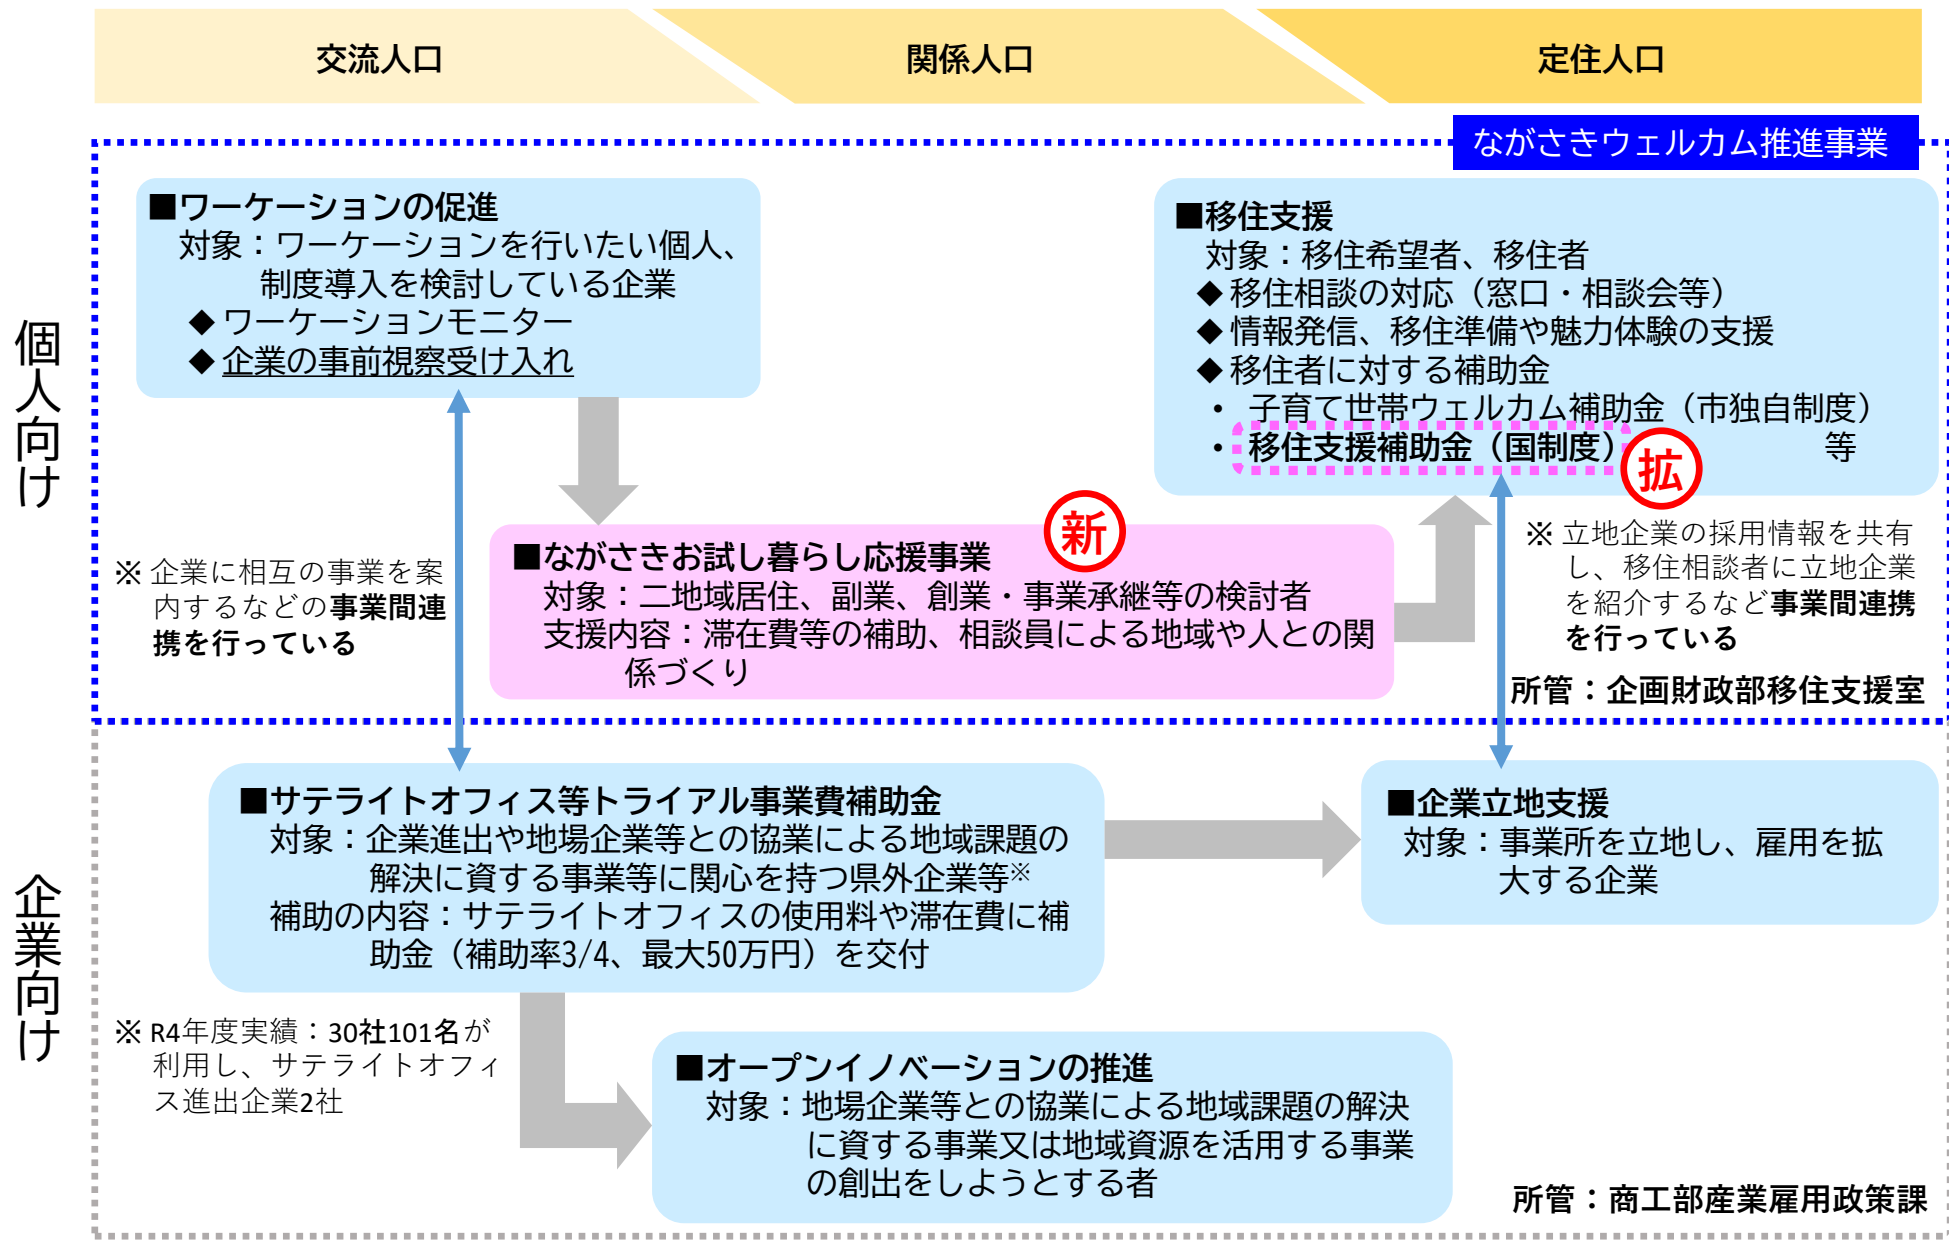 交流人口
関係人口
定住人口
ながさきウェルカム推進事業
個人向け
■ワーケーションの促進
対象：ワーケーションを行いたい個人、
制度導入を検討している企業
◆ワーケーションモニター
◆企業の事前視察受け入れ
■移住支援
対象：移住希望者、移住者
◆移住相談の対応（窓口・相談会等）
◆情報発信、移住準備や魅力体験の支援
◆移住者に対する補助金
・ 子育て世帯ウェルカム補助金（市独自制度）
・ 移住支援補助金（国制度） 等
拡
新
■ながさきお試し暮らし応援事業
対象：二地域居住、副業、創業・事業承継等の検討者
支援内容：滞在費等の補助、相談員による地域や人との関
係づくり
※ 企業に相互の事業を案
内するなどの事業間連
携を行っている
※ 立地企業の採用情報を共有
し、移住相談者に立地企業
を紹介するなど事業間連携
を行っている
所管：企画財政部移住支援室
企業向け
■サテライトオフィス等トライアル事業費補助金
対象：企業進出や地場企業等との協業による地域課題の
解決に資する事業等に関心を持つ県外企業等※
補助の内容：サテライトオフィスの使用料や滞在費に補
助金（補助率3/4、最大50万円）を交付
■企業立地支援
対象：事業所を立地し、雇用を拡
大する企業
※ R4年度実績：30社101名が
利用し、サテライトオフィ
ス進出企業2社
■オープンイノベーションの推進
対象：地場企業等との協業による地域課題の解決
に資する事業又は地域資源を活用する事業
の創出をしようとする者
所管：商工部産業雇用政策課